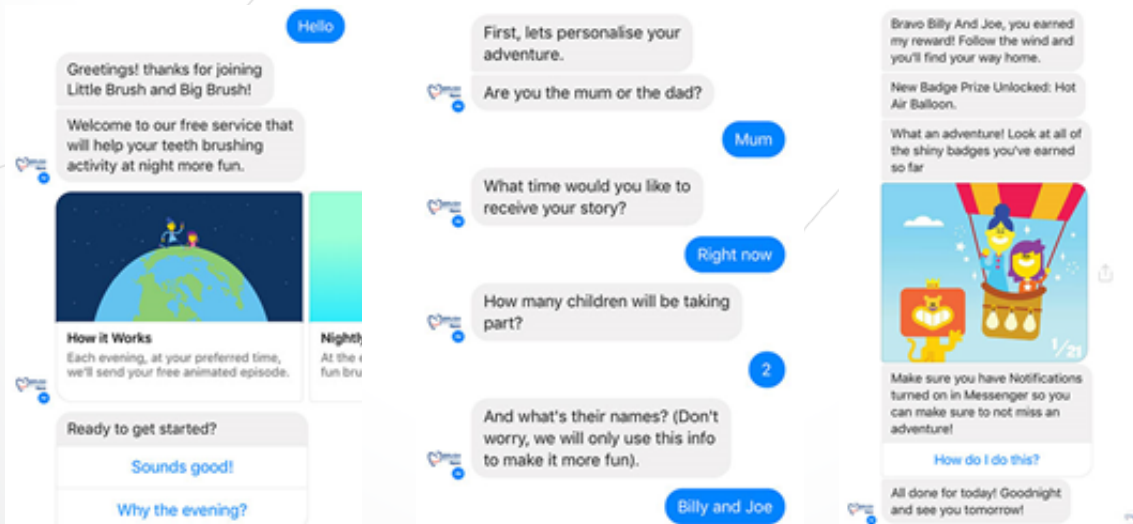 Hello
Greetings! thanks for joining
Little Brush and Big Brush!
Welcome to our free service that
will help your teeth brushing
activity at night more fun.
How it Works
Each evening, at your preferred time,
we'll send your free animated episode.
Nightly
At the e
fun bru
Ready to get started?
Sounds good!
Why the evening?
First, lets personalise your
adventure.
Are you the mum or the dad?
Mum
What time would you like to
receive your story?
Right now
How many children will be taking
part?
2
And what's their names? (Don't
worry, we will only use this info
to make it more fun).
Billy and Joe
Bravo Billy And Joe, you earned
my reward! Follow the wind and
you'll find your way home.
New Badge Prize Unlocked: Hot
Air Balloon.
What an adventure! Look at all of
the shiny badges you've earned
so far
1/21
Make sure you have Notifications
turned on in Messenger so you
can make sure to not miss an
adventure!
How do I do this?
All done for today! Goodnight
and see you tomorrow!